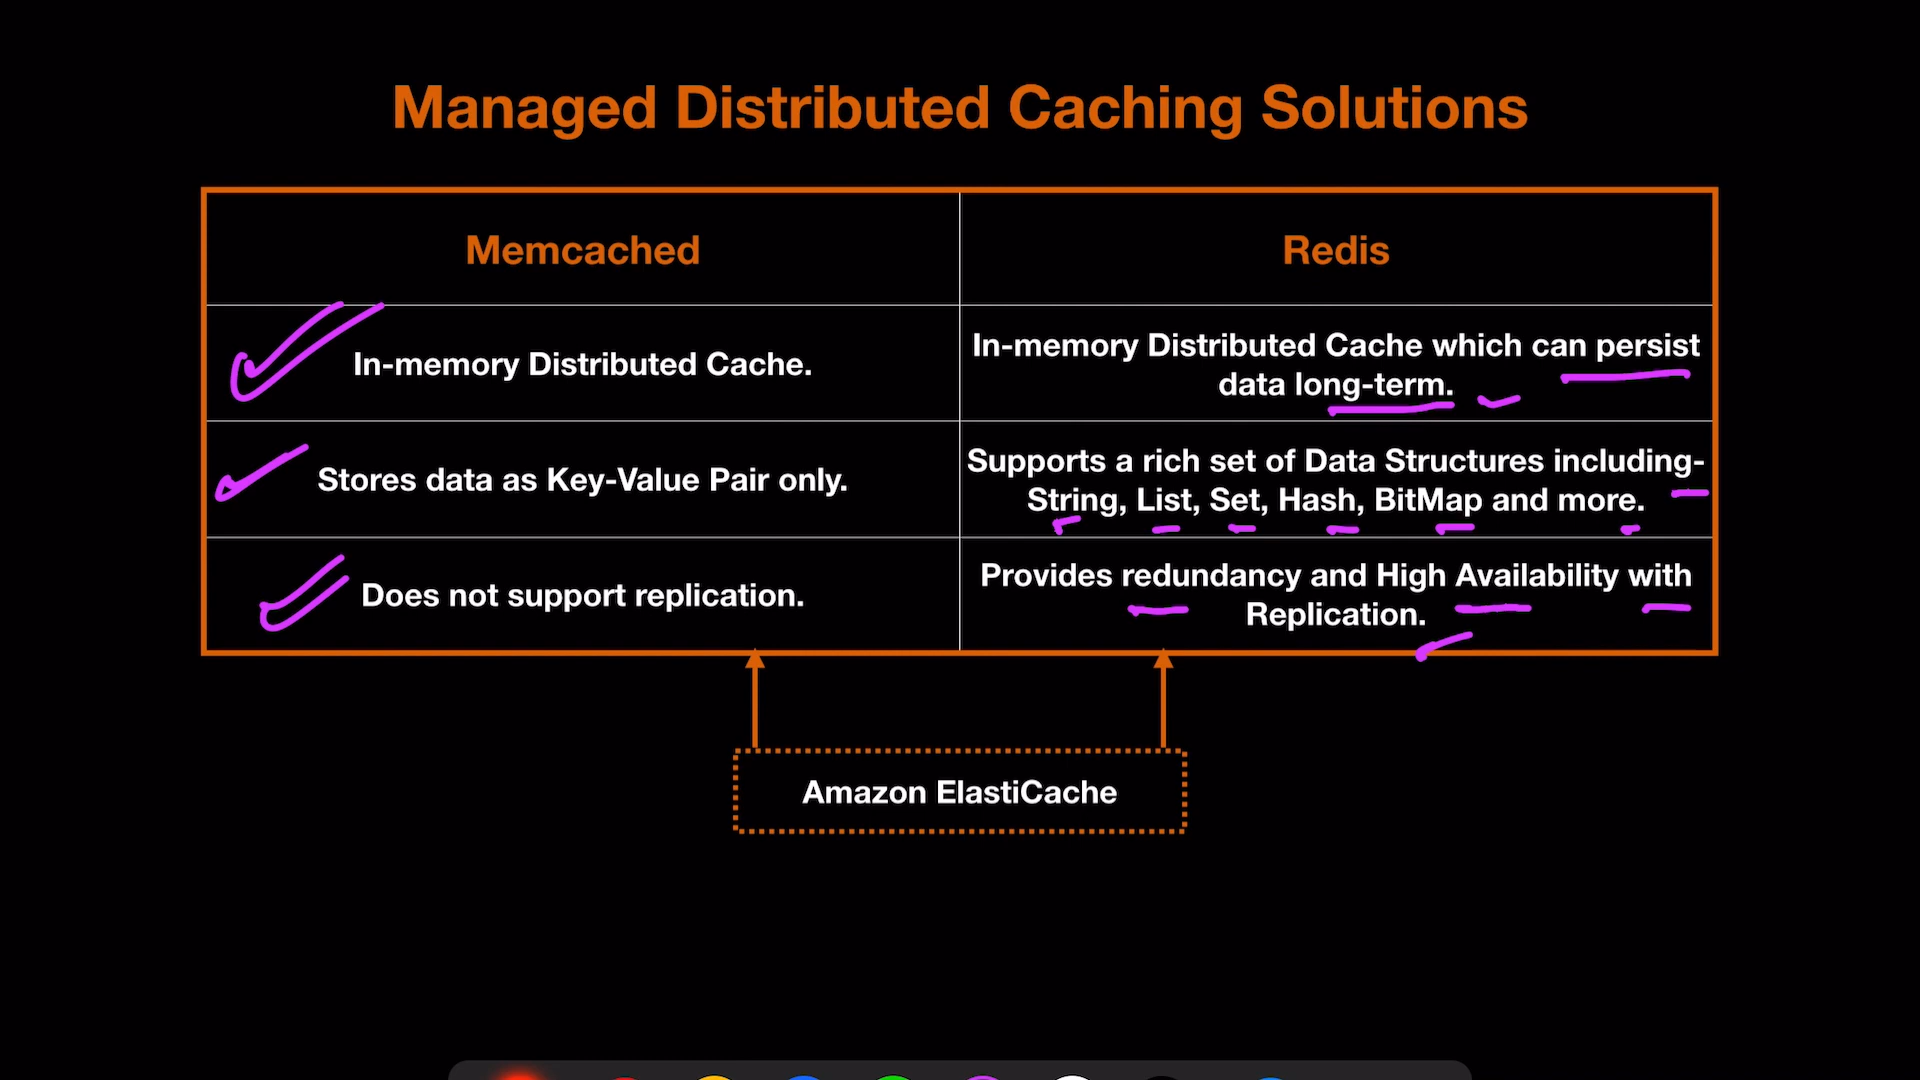 Managed Distributed Caching Solutions
Memcached
Redis
In-memory Distributed Cache.
In-memory Distributed Cache which can persist
data long-term.
Stores data as Key-Value Pair only.
Supports a rich set of Data Structures including-
String, List, Set, Hash, BitMap and more.
Does not support replication.
Provides redundancy and High Availability with
Replication.
Amazon ElastiCache